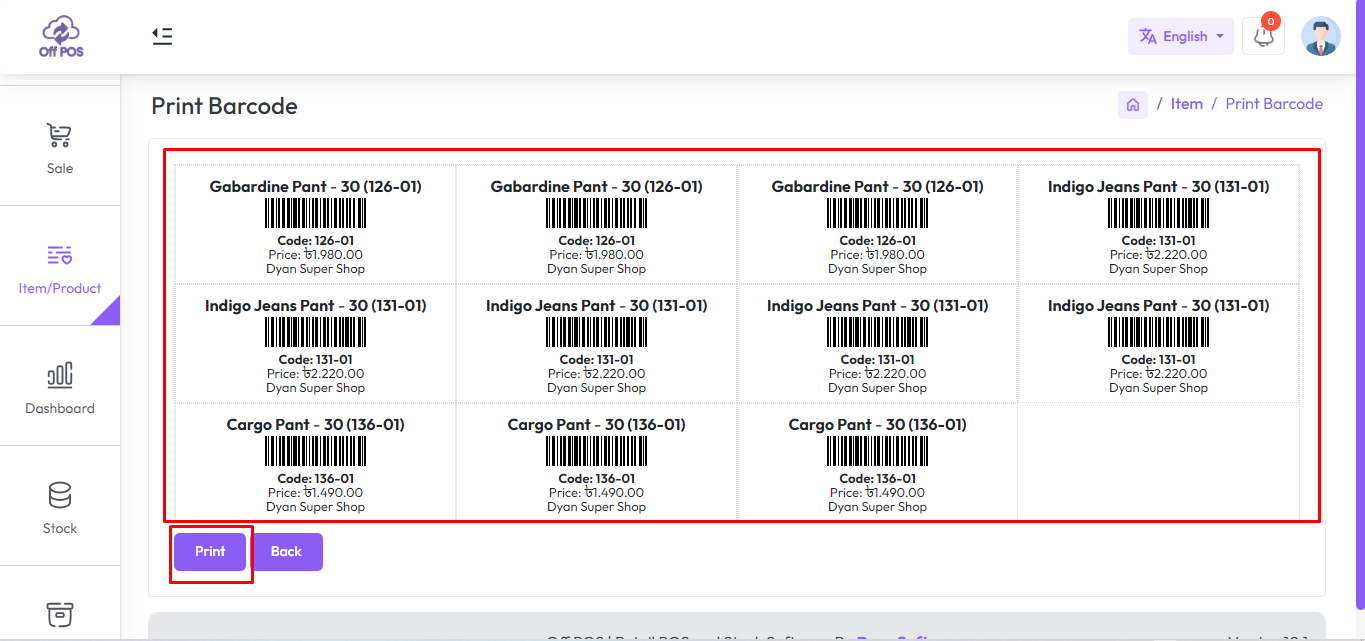 Off POS
English
0
Print Barcode
/ Item / Print Barcode
Sale
Item/Product
Dashboard
Stock
Gabardine Pant - 30 (126-01)
Code: 126-01
Price: ৳1,980.00
Dyan Super Shop
Gabardine Pant - 30 (126-01)
Code: 126-01
Price: ৳1,980.00
Dyan Super Shop
Gabardine Pant - 30 (126-01)
Code: 126-01
Price: ৳1,980.00
Dyan Super Shop
Indigo Jeans Pant - 30 (131-01)
Code: 131-01
Price: ৳2,220.00
Dyan Super Shop
Indigo Jeans Pant - 30 (131-01)
Code: 131-01
Price: ৳2,220.00
Dyan Super Shop
Indigo Jeans Pant - 30 (131-01)
Code: 131-01
Price: ৳2,220.00
Dyan Super Shop
Indigo Jeans Pant - 30 (131-01)
Code: 131-01
Price: ৳2,220.00
Dyan Super Shop
Indigo Jeans Pant - 30 (131-01)
Code: 131-01
Price: ৳2,220.00
Dyan Super Shop
Cargo Pant - 30 (136-01)
Code: 136-01
Price: ৳1,490.00
Dyan Super Shop
Cargo Pant - 30 (136-01)
Code: 136-01
Price: ৳1,490.00
Dyan Super Shop
Cargo Pant - 30 (136-01)
Code: 136-01
Price: ৳1,490.00
Dyan Super Shop
Print
Back
Off POS | Retail POS and Stock Software By